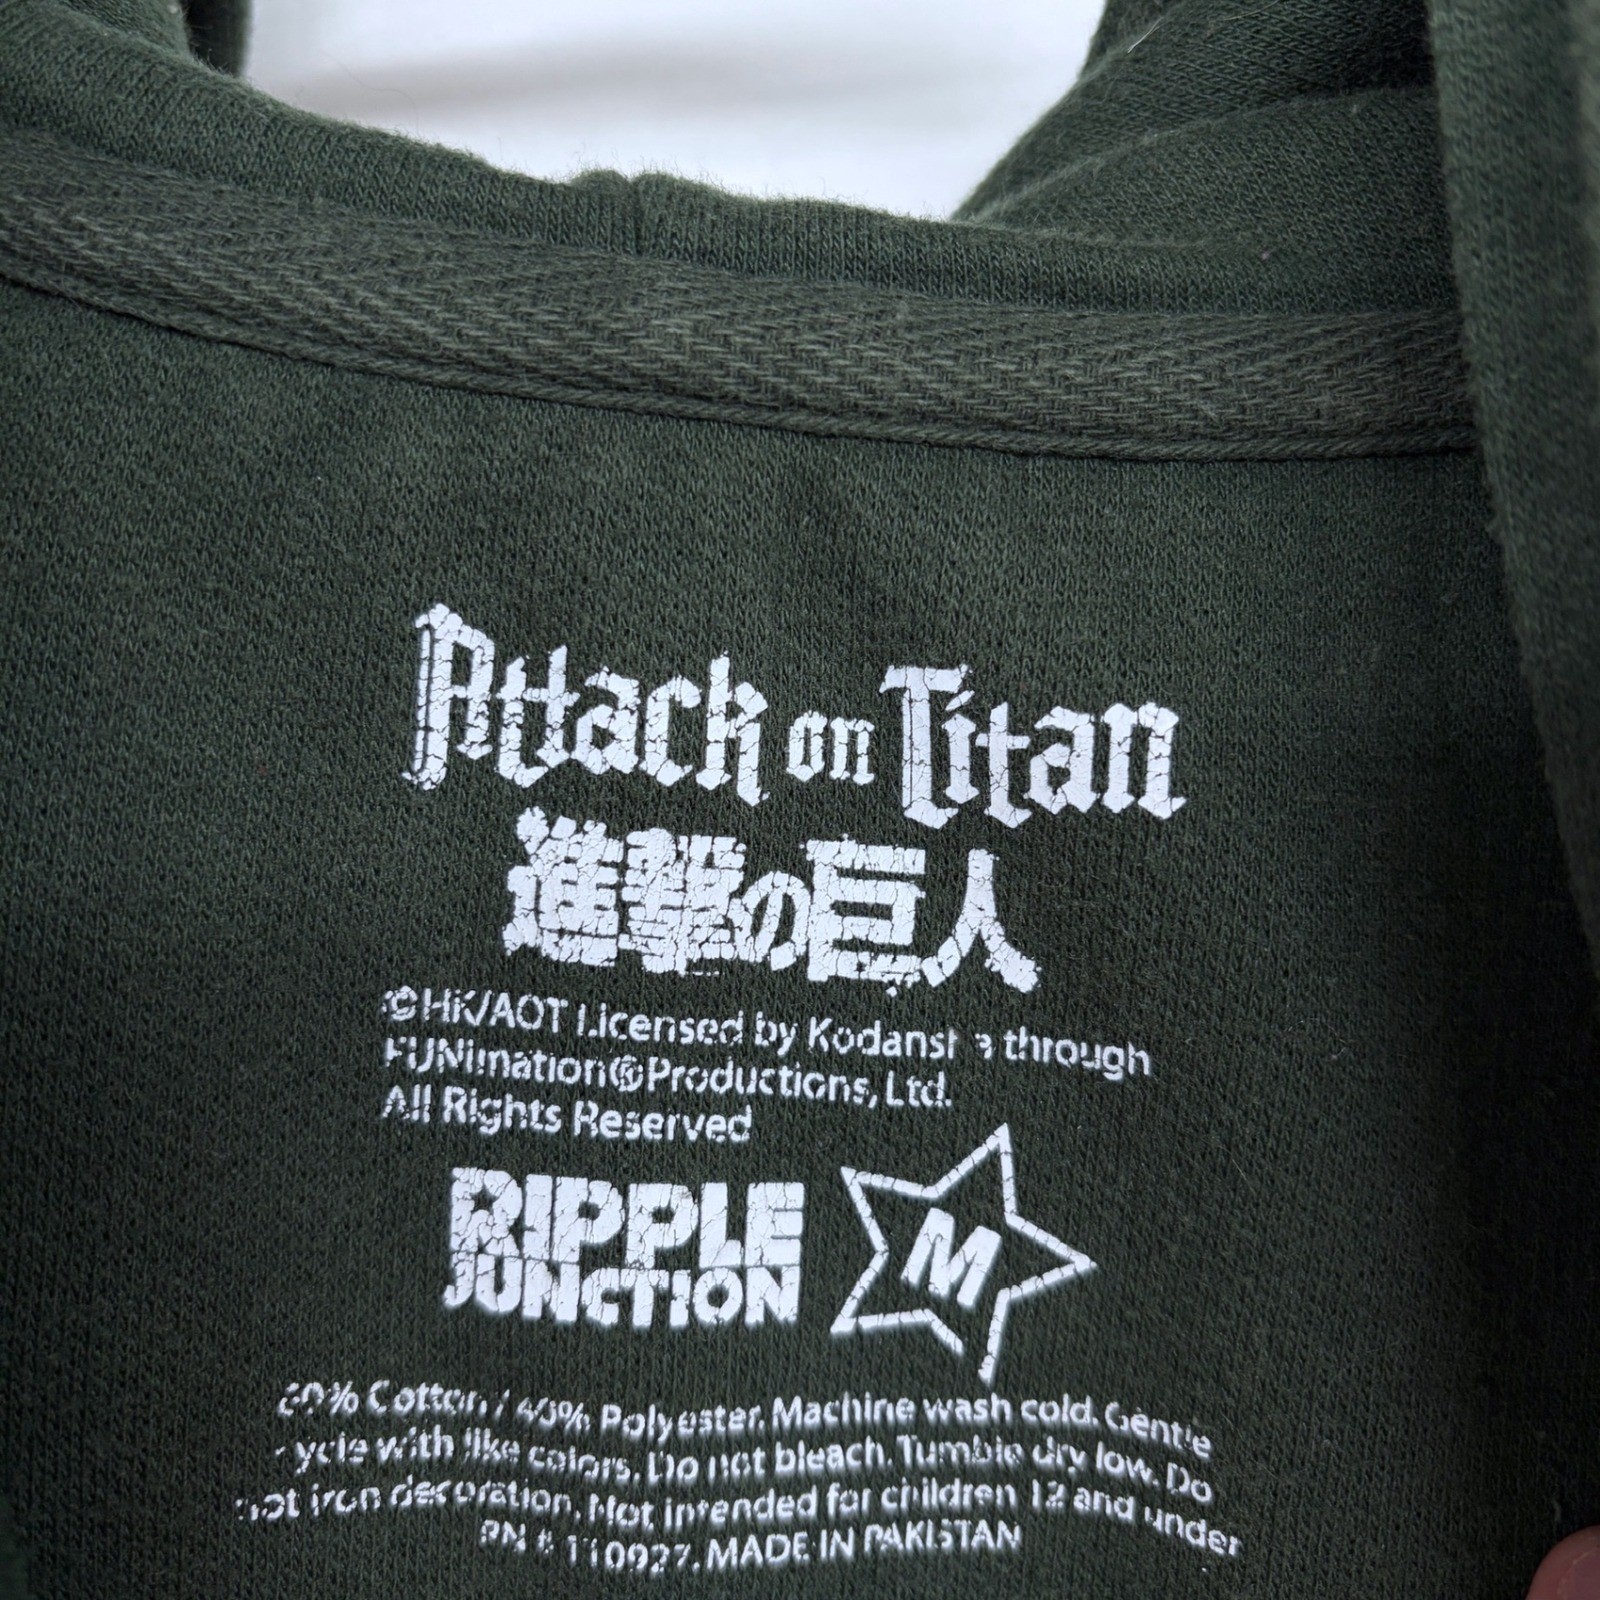 Attack on Titan
進撃の巨人
©HK/AOT Licensed by Kodansha through
FUNimation®Productions, Ltd.
All Rights Reserved
RIPPLE
JUNCTION
M
60% Cotton / 40% Polyester. Machine wash cold. Gentle
cycle with like colors. Do not bleach. Tumble dry low. Do
not iron decoration. Not intended for children 12 and under
RN # 110927. MADE IN PAKISTAN